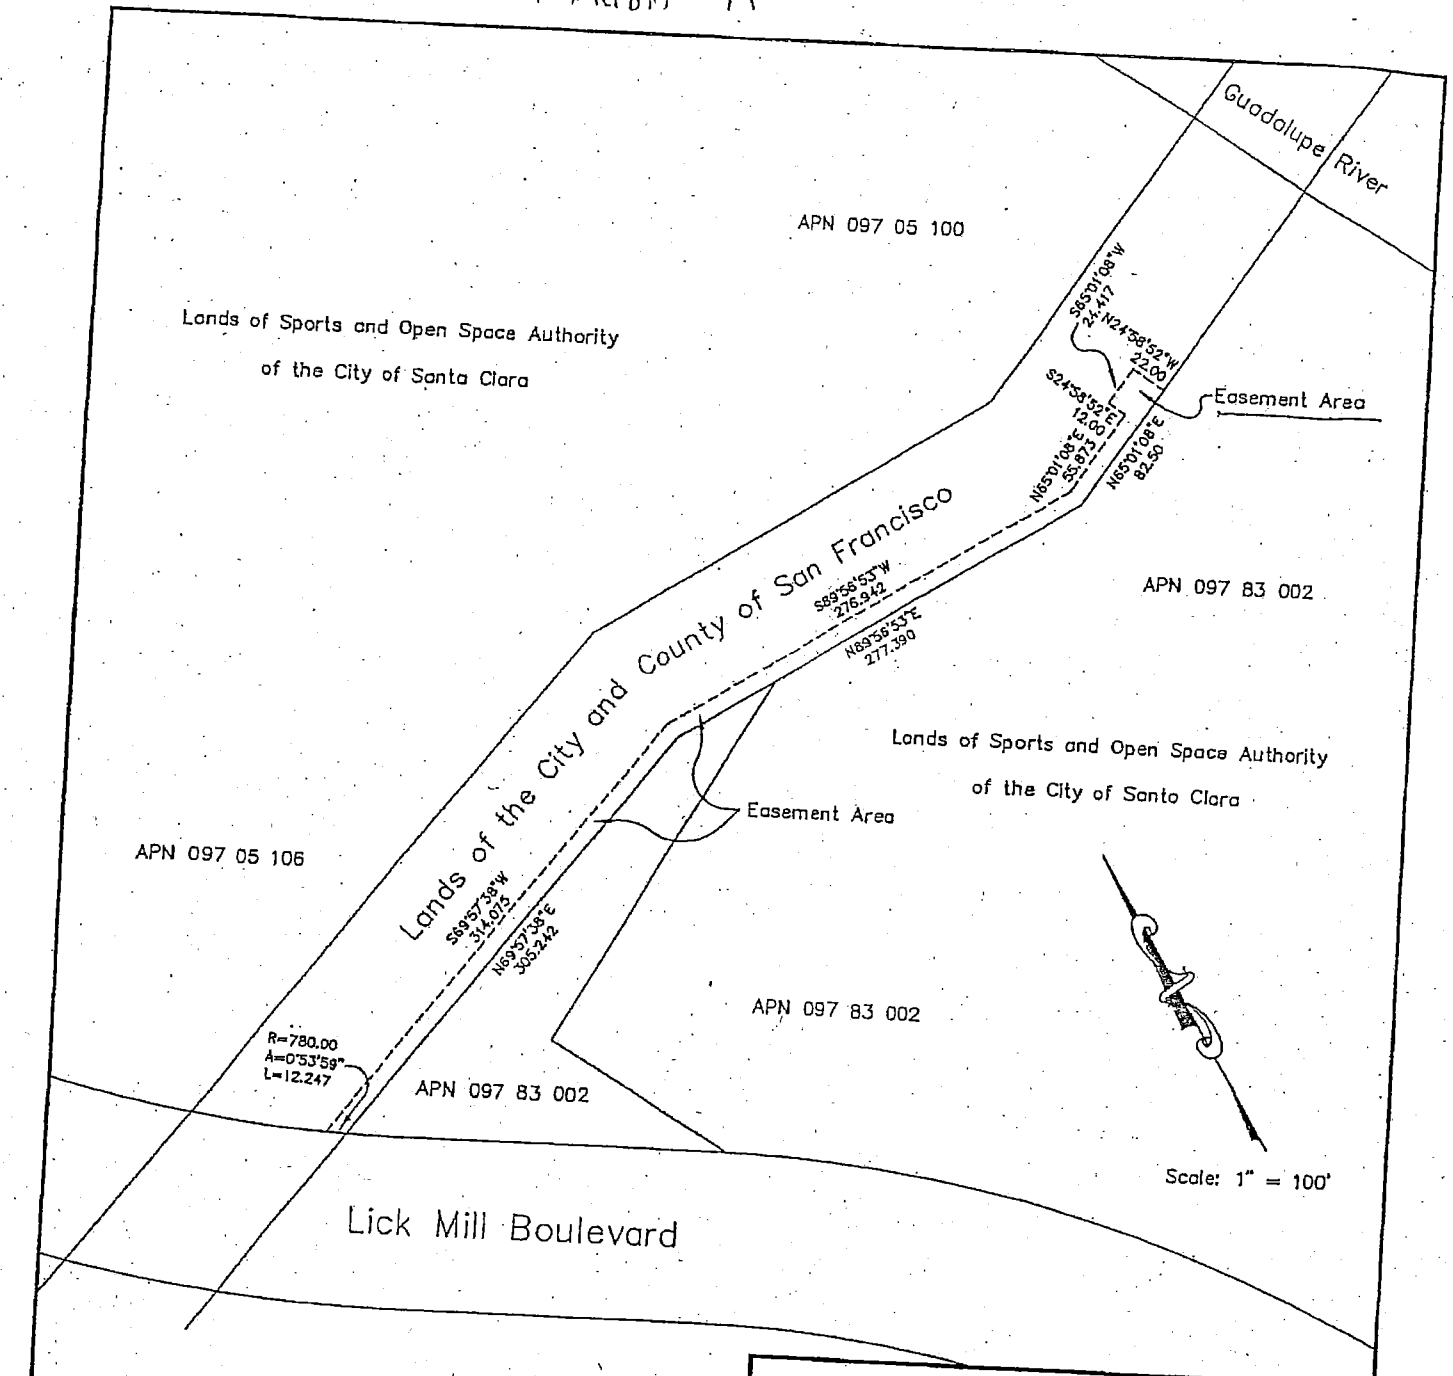 Guadalupe River
APN 097 05 100
S65°01'08"W
24.417
N24°58'52"W
22.00
Lands of Sports and Open Space Authority
of the City of Santa Clara
S24°58'52"E
12.00
Easement Area
N65°01'08"E
55.873
N65°01'08"E
82.50
Lands of the City and County of San Francisco
S89°56'53"W
276.942
APN 097 83 002
N89°56'53"E
277.390
Lands of Sports and Open Space Authority
of the City of Santa Clara
Easement Area
APN 097 05 106
S69°57'38"W
314.075
N69°57'38"E
305.242
APN 097 83 002
R=780.00
A=0°53'59"
L=12.247
APN 097 83 002
Scale: 1" = 100'
Lick Mill Boulevard